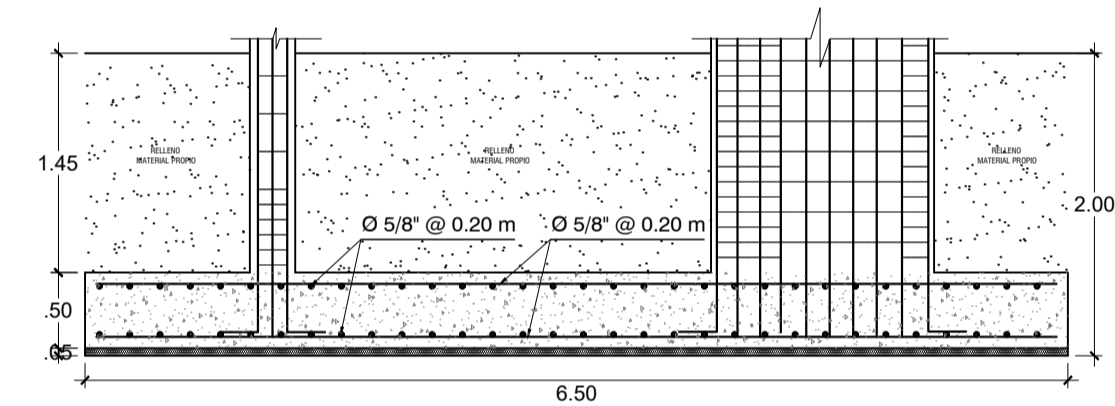 RELLENO
MATERIAL PROPIO
RELLENO
MATERIAL PROPIO
RELLENO
MATERIAL PROPIO
1.45
2.00
Ø 5/8" @ 0.20 m
Ø 5/8" @ 0.20 m
.50
.05
6.50